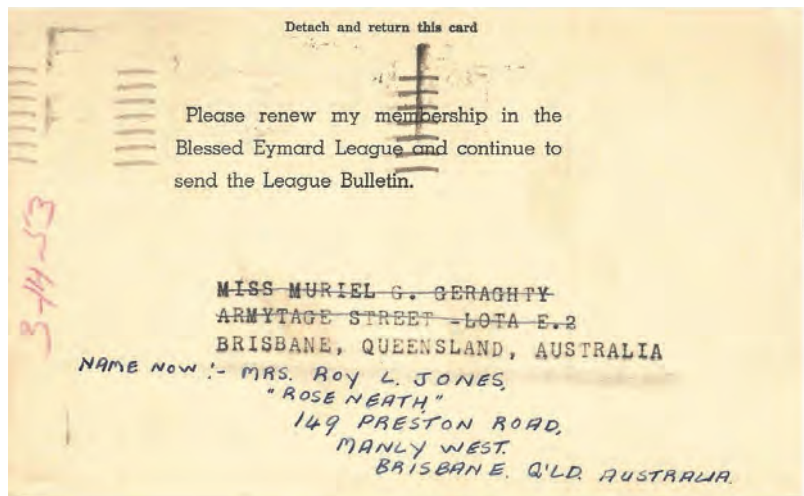 Detach and return this card
Please renew my membership in the
Blessed Eymard League and continue to
send the League Bulletin.
3-14-53
MISS MURIEL G. GERAGHTY
ARMYTAGE STREET -LOTA E.2
BRISBANE, QUEENSLAND, AUSTRALIA
NAME NOW :- MRS. ROY L. JONES,
"ROSE NEATH,"
149 PRESTON ROAD,
MANLY WEST.
BRISBANE. Q'LD. AUSTRALIA.